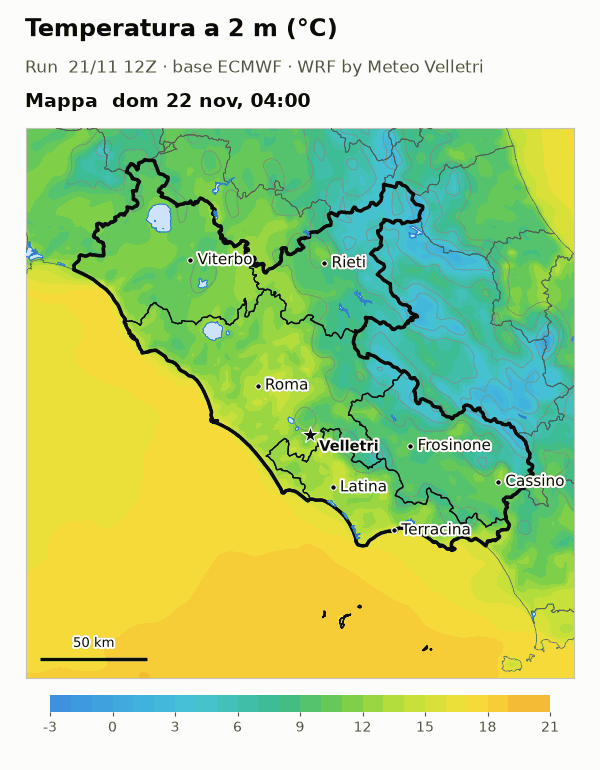 Temperatura a 2 m (°C)
Run  21/11 12Z · base ECMWF · WRF by Meteo Velletri
Mappa  dom 22 nov, 04:00
Viterbo
Rieti
Roma
Velletri
Frosinone
Cassino
Latina
Terracina
50 km
-3 0 3 6 9 12 15 18 21